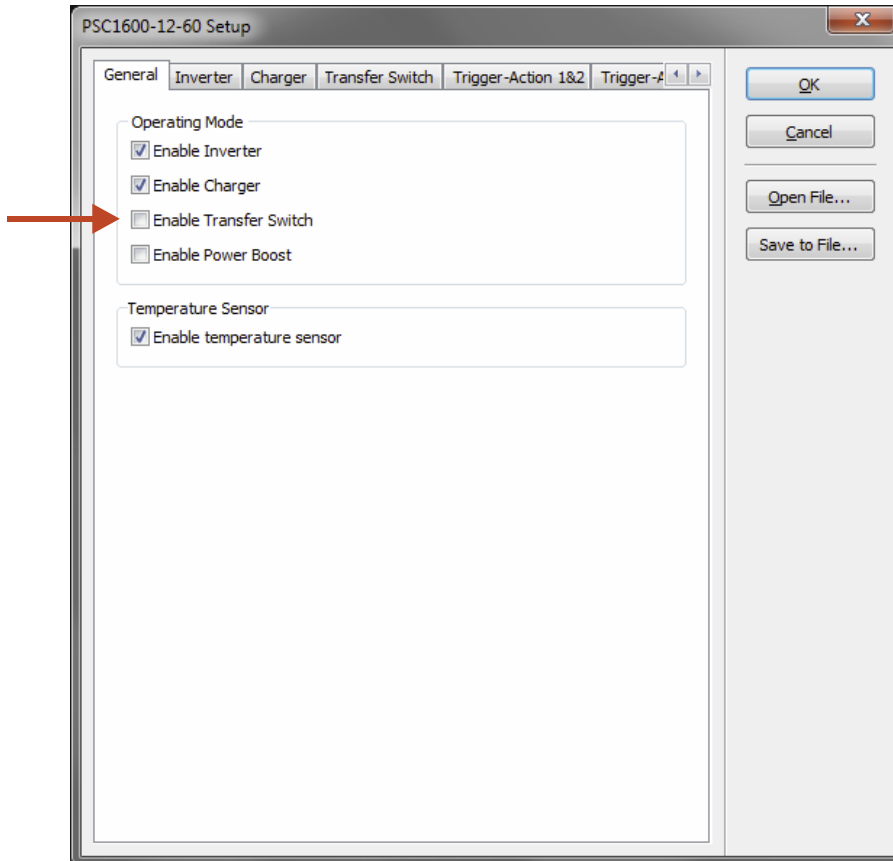 PSC1600-12-60 Setup
x
General Inverter Charger Transfer Switch Trigger-Action 1&2 Trigger-A
OK
Operating Mode
Cancel
Enable Inverter
Enable Charger
Open File...
Enable Transfer Switch
Save to File...
Enable Power Boost
Temperature Sensor
Enable temperature sensor